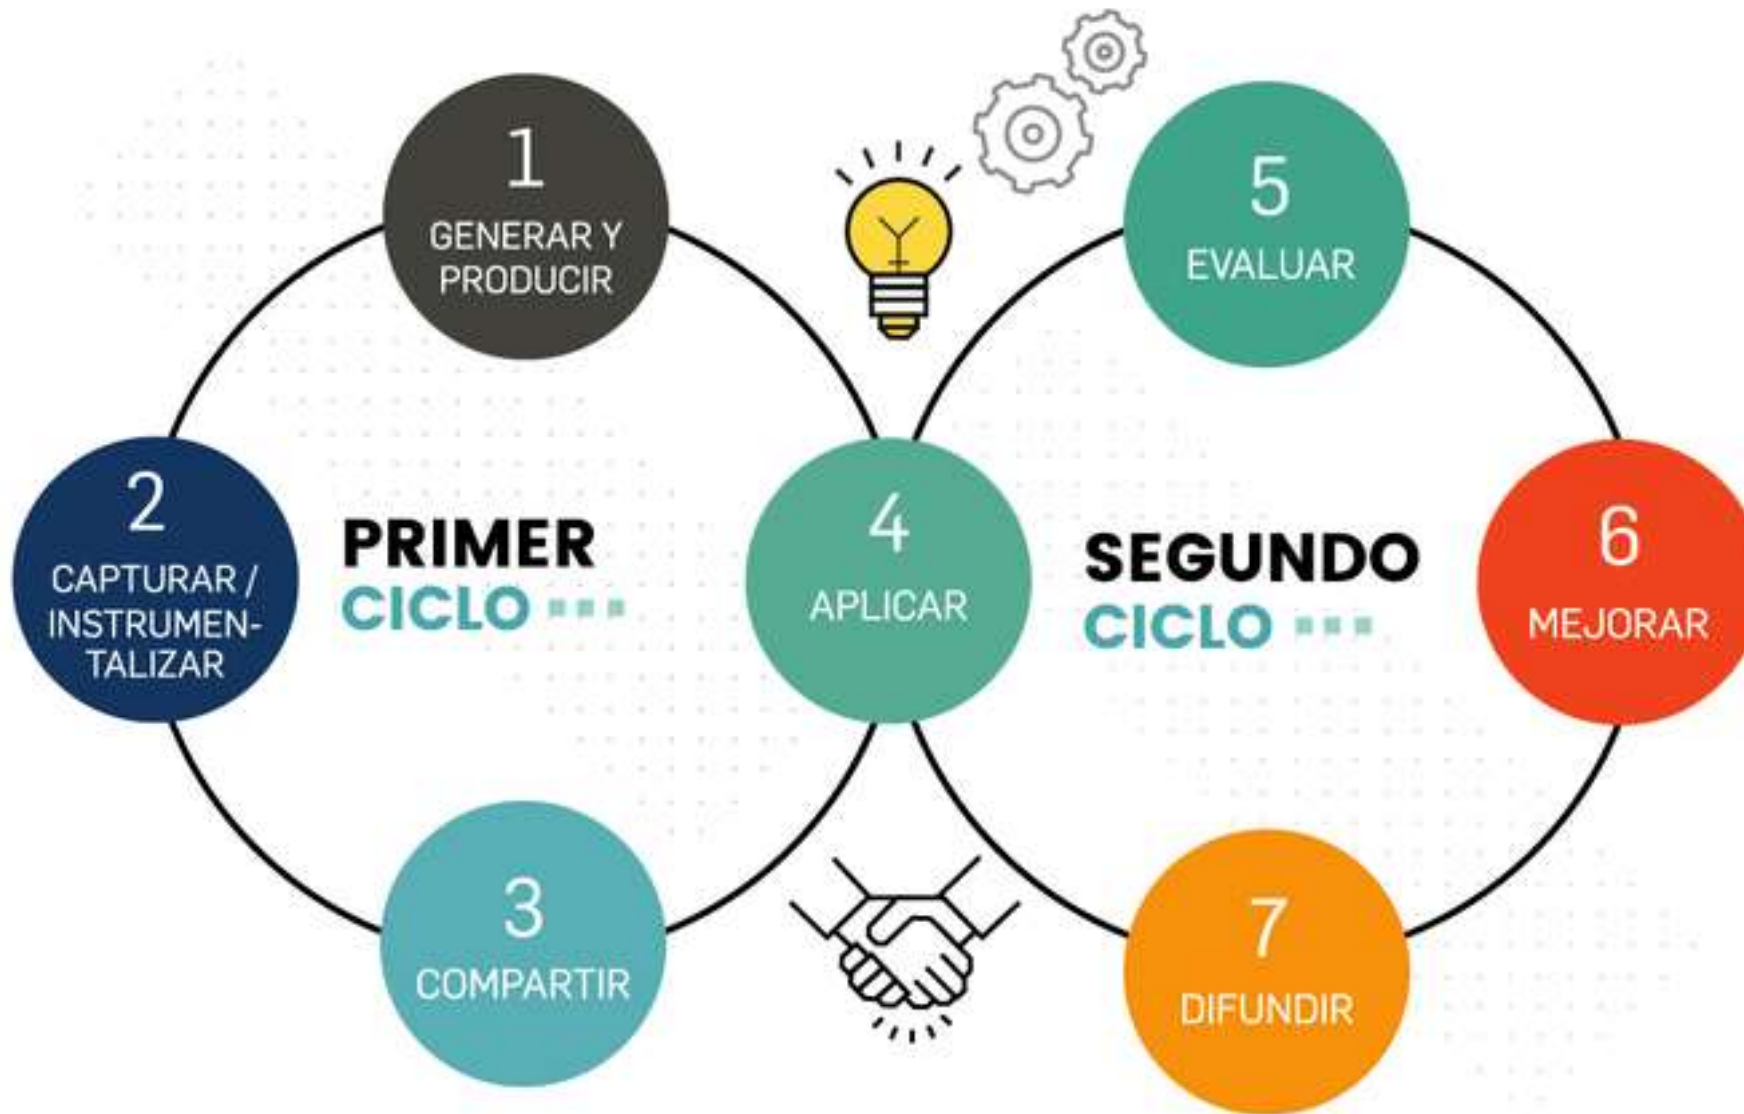 1
GENERAR Y
PRODUCIR
2
CAPTURAR /
INSTRUMEN-
TALIZAR
3
COMPARTIR
PRIMER
CICLO
4
APLICAR
5
EVALUAR
6
MEJORAR
7
DIFUNDIR
SEGUNDO
CICLO